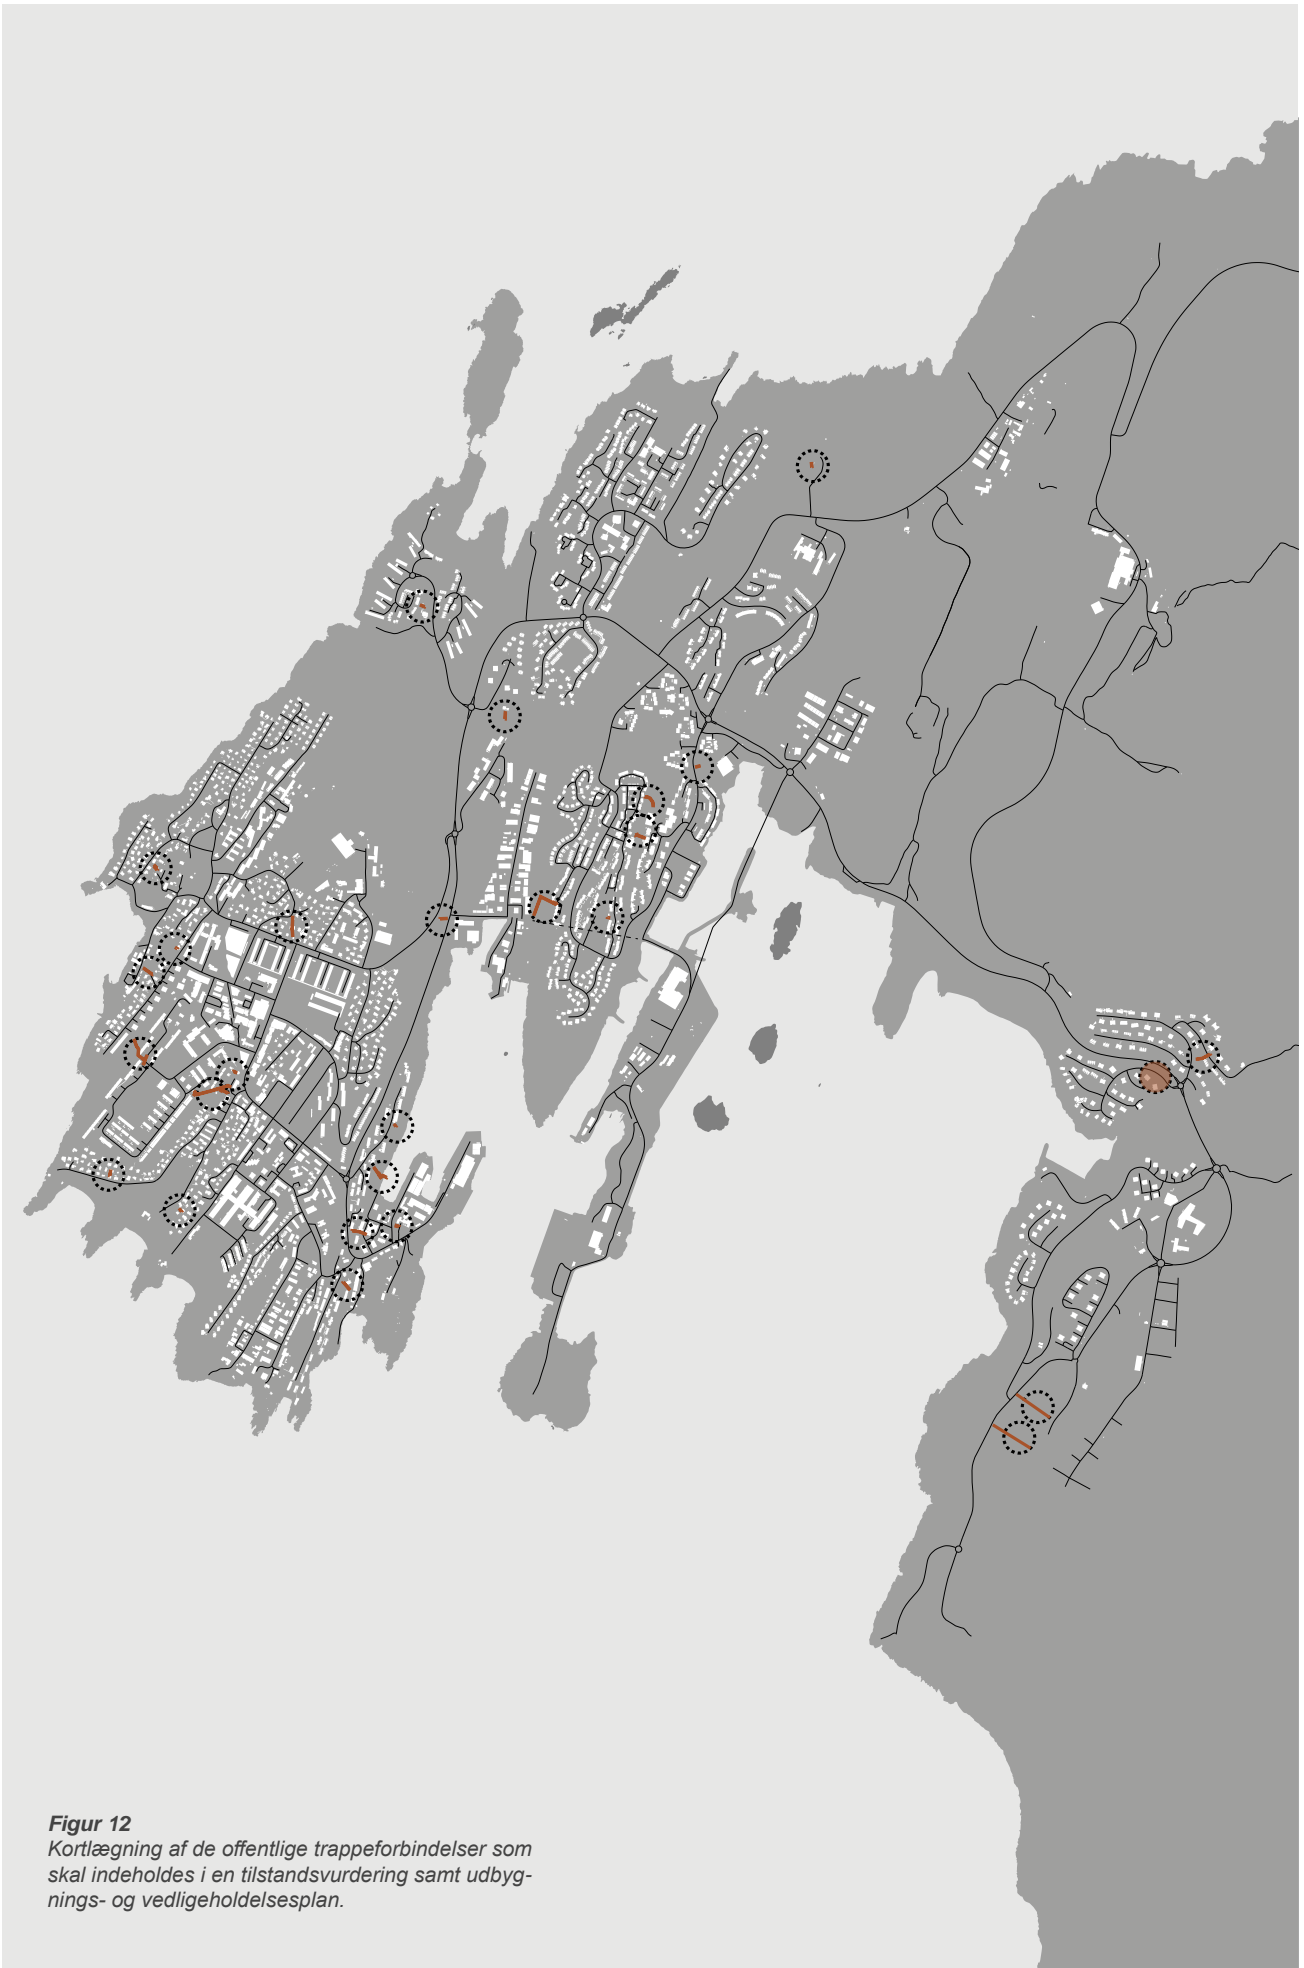 Figur 12
Kortlægning af de offentlige trappeforbindelser som
skal indeholdes i en tilstandsvurdering samt udbyg-
nings- og vedligeholdelsesplan.